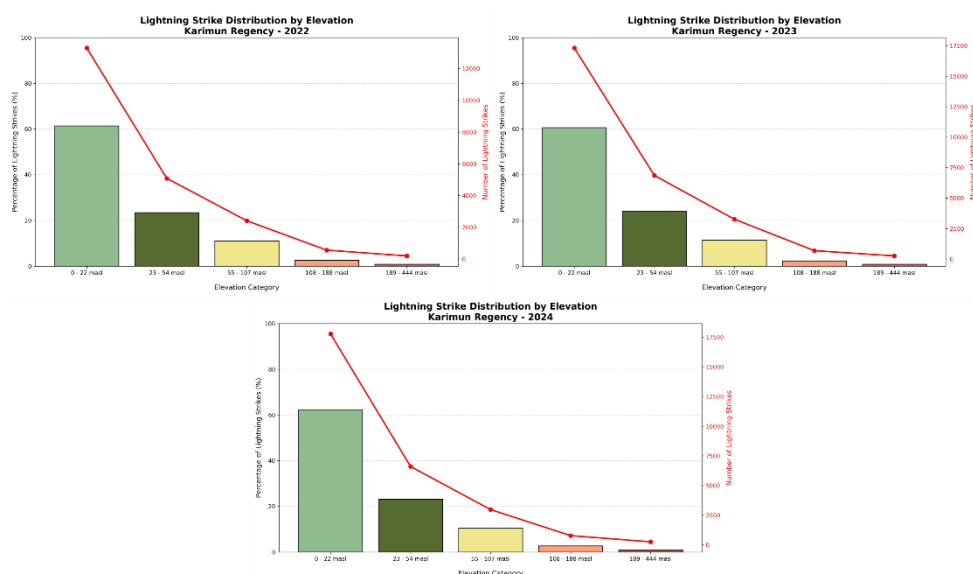 Lightning Strike Distribution by Elevation
Karimun Regency - 2022
Percentage of Lightning Strikes (%)
100
80
60
40
20
0
0 - 22 masl
23 - 54 masl
55 - 107 masl
108 - 188 masl
189 - 444 masl
Elevation Category
12000
10000
8000
6000
4000
2000
0
Number of Lightning Strikes
Lightning Strike Distribution by Elevation
Karimun Regency - 2023
Percentage of Lightning Strikes (%)
100
80
60
40
20
0
0 - 22 masl
23 - 54 masl
55 - 107 masl
108 - 188 masl
189 - 444 masl
Elevation Category
17500
15000
12500
10000
7500
5000
2500
0
Number of Lightning Strikes
Lightning Strike Distribution by Elevation
Karimun Regency - 2024
Percentage of Lightning Strikes (%)
100
80
60
40
20
0
0 - 22 masl
23 - 54 masl
55 - 107 masl
108 - 188 masl
189 - 444 masl
Elevation Category
17500
15000
12500
10000
7500
5000
2500
0
Number of Lightning Strikes